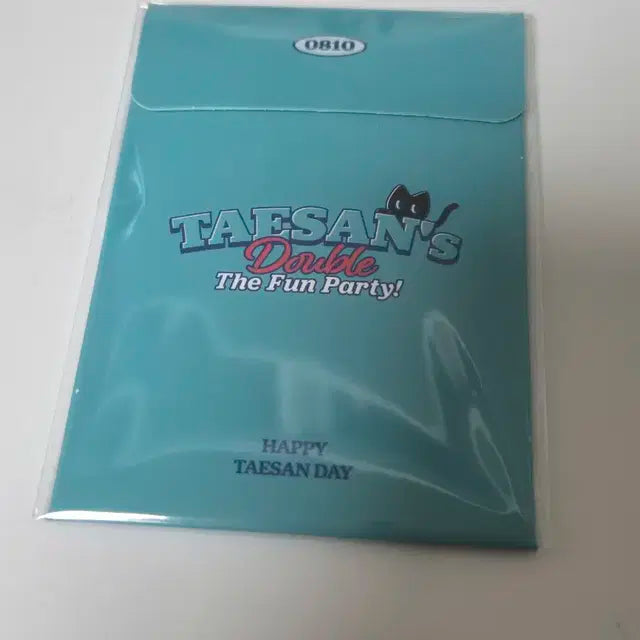 0810
TAESAN's
Double
The Fun Party!
HAPPY
TAESAN DAY